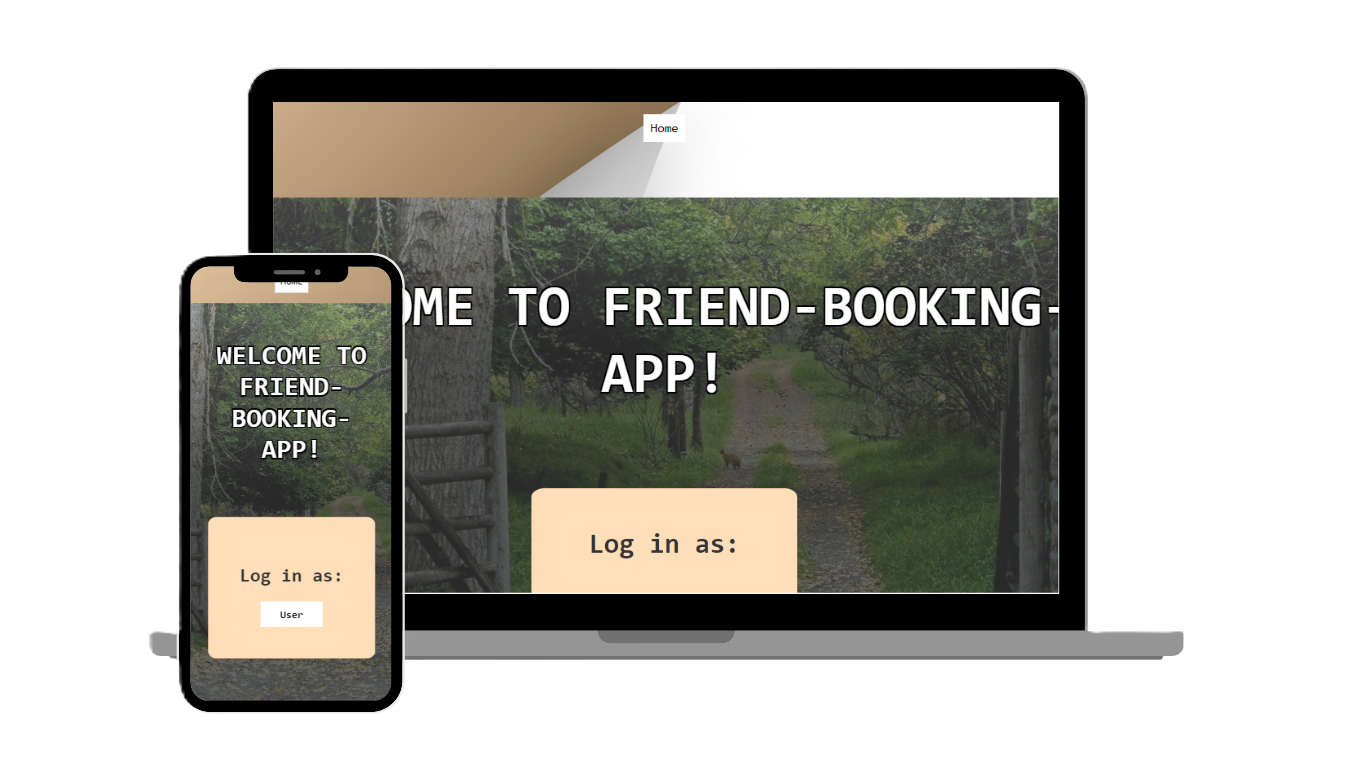 Home
OME TO FRIEND-BOOKING-
APP!
Log in as:
Home
WELCOME TO
FRIEND-
BOOKING-
APP!
Log in as:
User